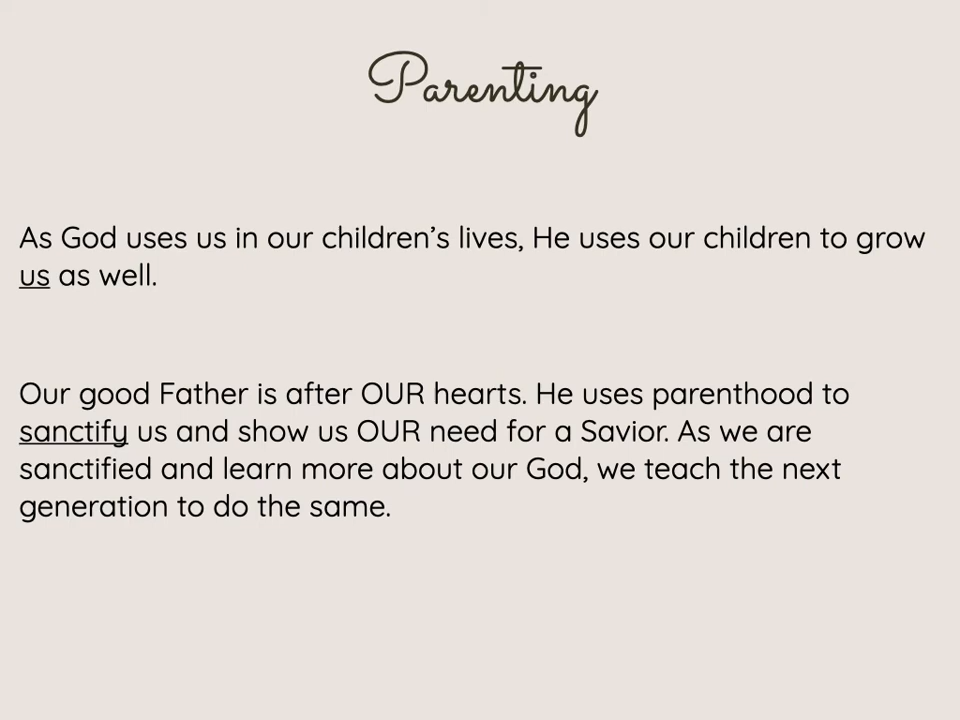 Parenting
As God uses us in our children’s lives, He uses our children to grow
us as well.
Our good Father is after OUR hearts. He uses parenthood to
sanctify us and show us OUR need for a Savior. As we are
sanctified and learn more about our God, we teach the next
generation to do the same.